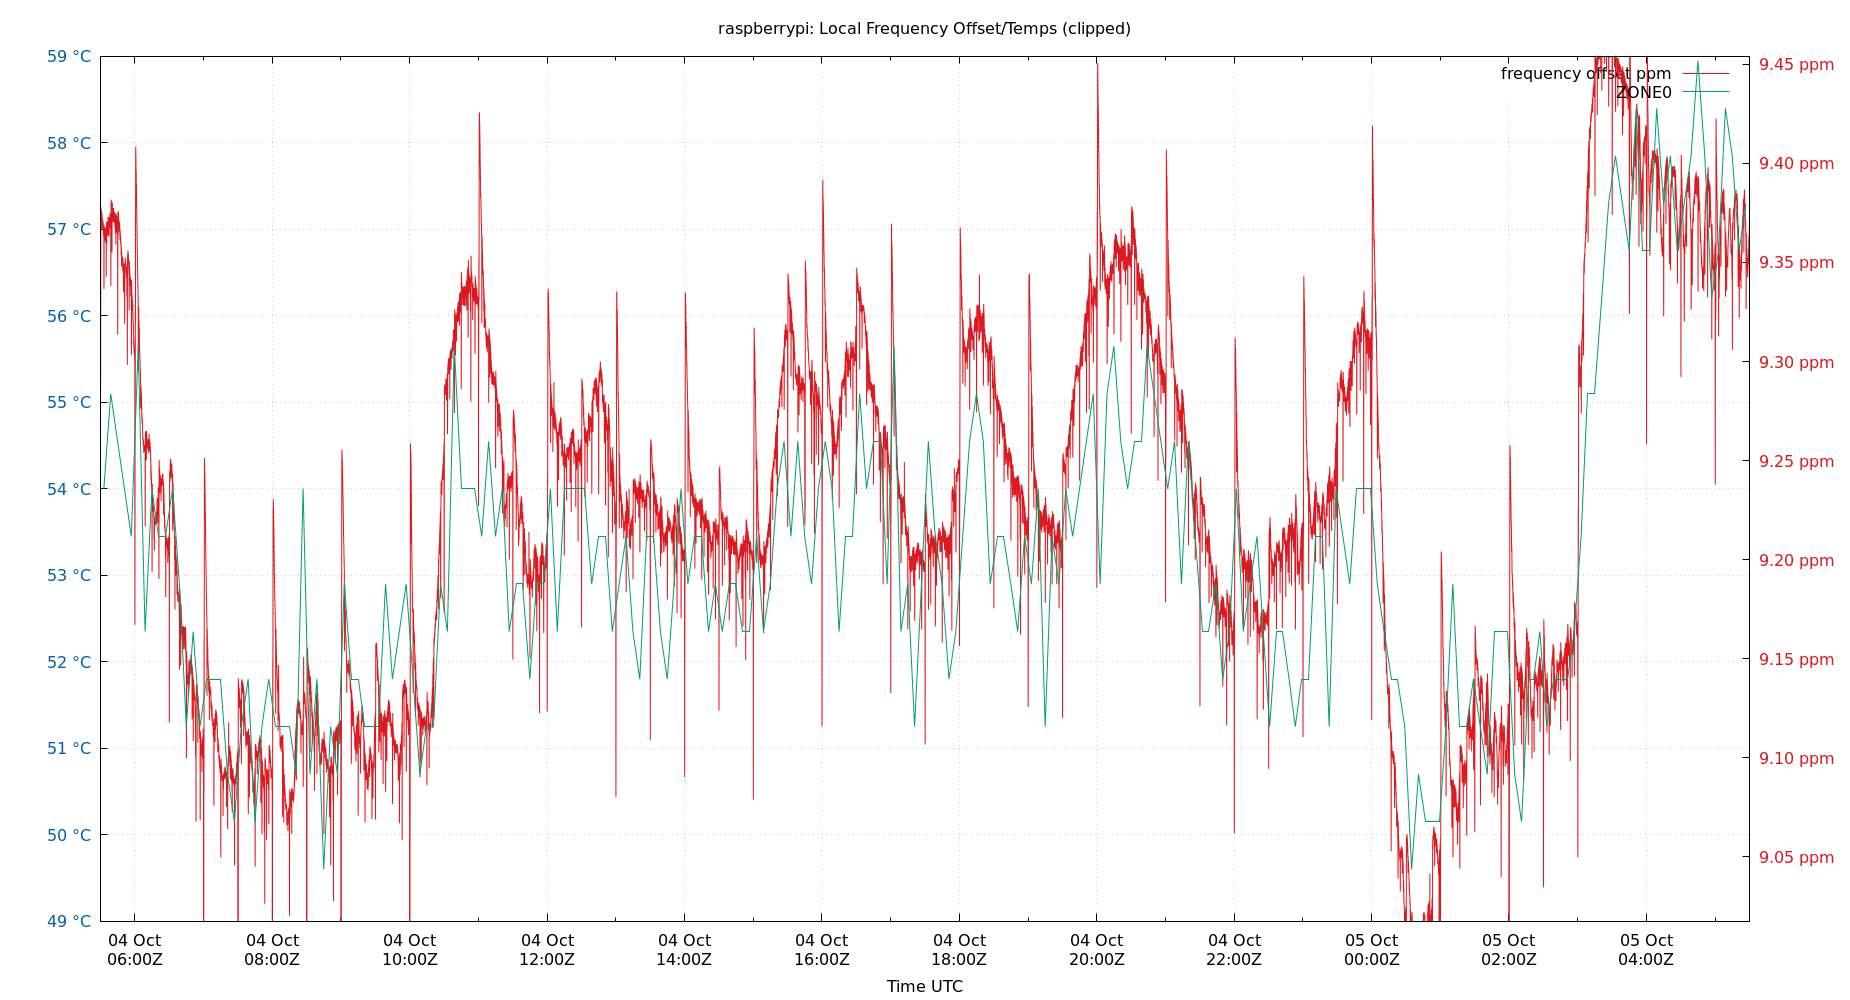 raspberrypi: Local Frequency Offset/Temps (clipped)
59 °C
58 °C
57 °C
56 °C
55 °C
54 °C
53 °C
52 °C
51 °C
50 °C
49 °C
frequency offset ppm
ZONE0
9.45 ppm
9.40 ppm
9.35 ppm
9.30 ppm
9.25 ppm
9.20 ppm
9.15 ppm
9.10 ppm
9.05 ppm
04 Oct 04 Oct 04 Oct 04 Oct 04 Oct 04 Oct 04 Oct 04 Oct 04 Oct 05 Oct 05 Oct 05 Oct
06:00Z 08:00Z 10:00Z 12:00Z 14:00Z 16:00Z 18:00Z 20:00Z 22:00Z 00:00Z 02:00Z 04:00Z
Time UTC